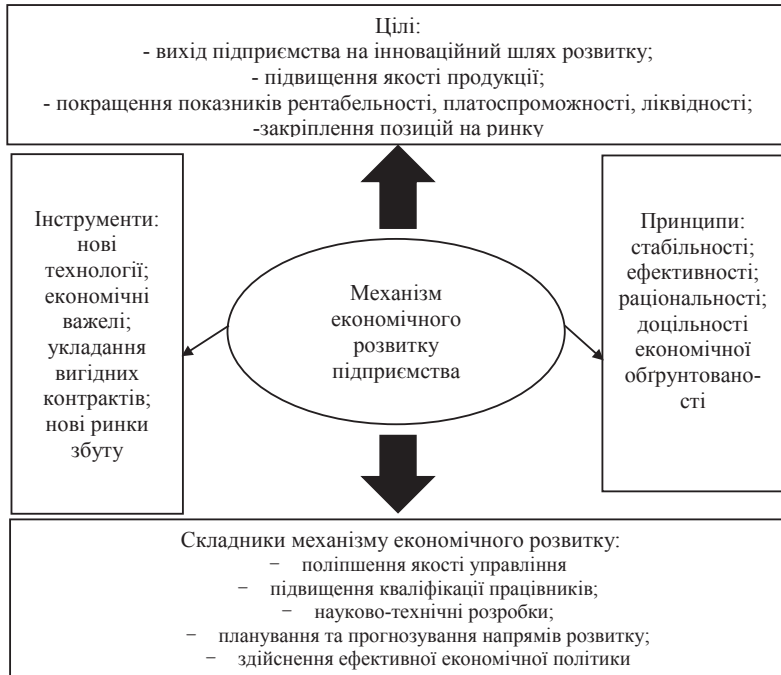 Цілі:
- вихід підприємства на інноваційний шлях розвитку;
- підвищення якості продукції;
- покращення показників рентабельності, платоспроможності, ліквідності;
-закріплення позицій на ринку
Інструменти:
нові
технології;
економічні
важелі;
укладання
вигідних
контрактів;
нові ринки
збуту
Механізм
економічного
розвитку
підприємства
Принципи:
стабільності;
ефективності;
раціональності;
доцільності
економічної
обґрунтовано-
сті
Складники механізму економічного розвитку:
− поліпшення якості управління
− підвищення кваліфікації працівників;
− науково-технічні розробки;
− планування та прогнозування напрямів розвитку;
− здійснення ефективної економічної політики